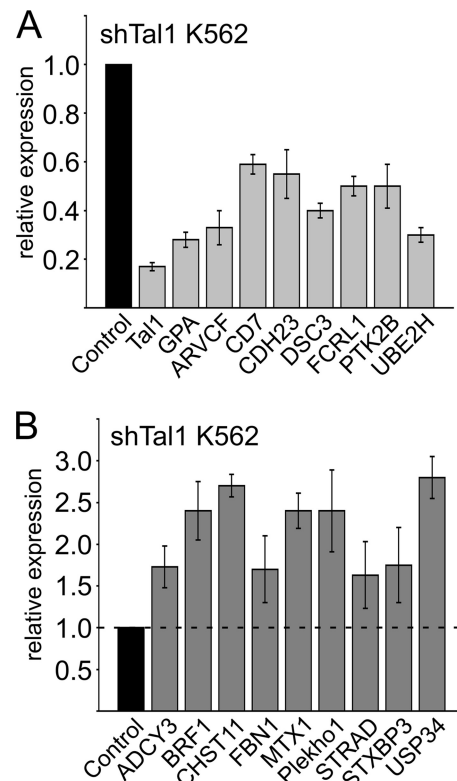 A
shTal1 K562
relative expression
1.0
0.8
0.6
0.4
0.2
Control
Tal1
GPA
ARVCF
CD7
CDH23
DSC3
FCRL1
PTK2B
UBE2H
B
shTal1 K562
relative expression
3.0
2.5
2.0
1.5
1.0
0.5
Control
ADCY3
BRF1
CHST11
FBN1
MTX1
Plekho1
STRAD
STXBP3
USP34